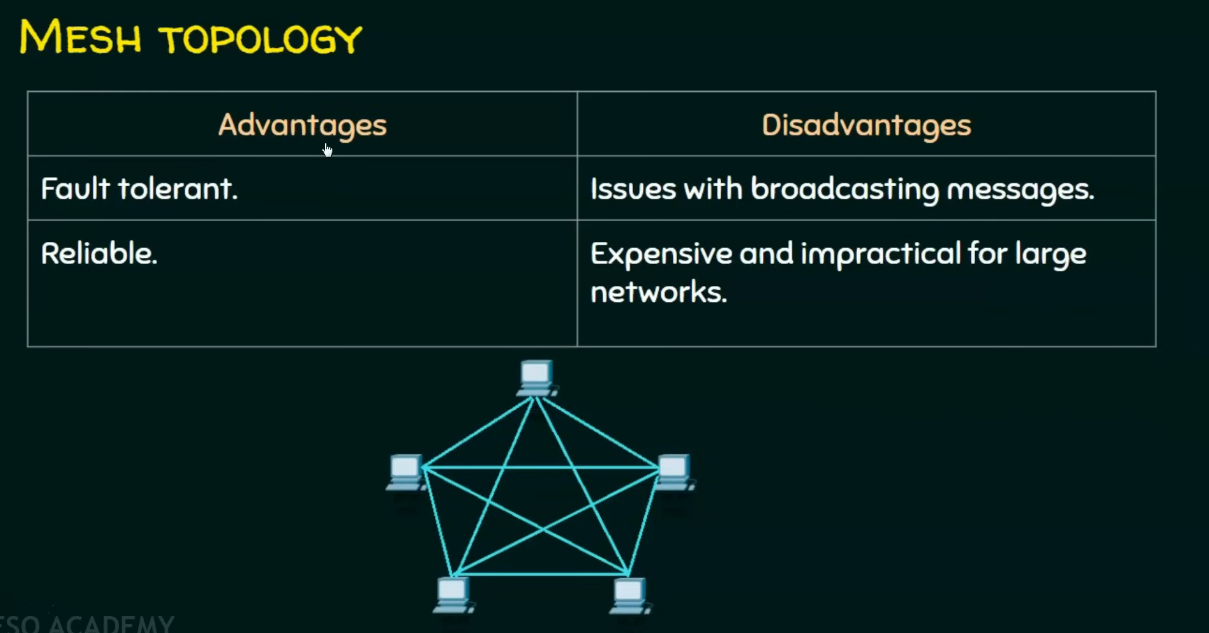 MESH TOPOLOGY
Advantages
Disadvantages
Fault tolerant.
Issues with broadcasting messages.
Reliable.
Expensive and impractical for large
networks.
ESO ACADEMY